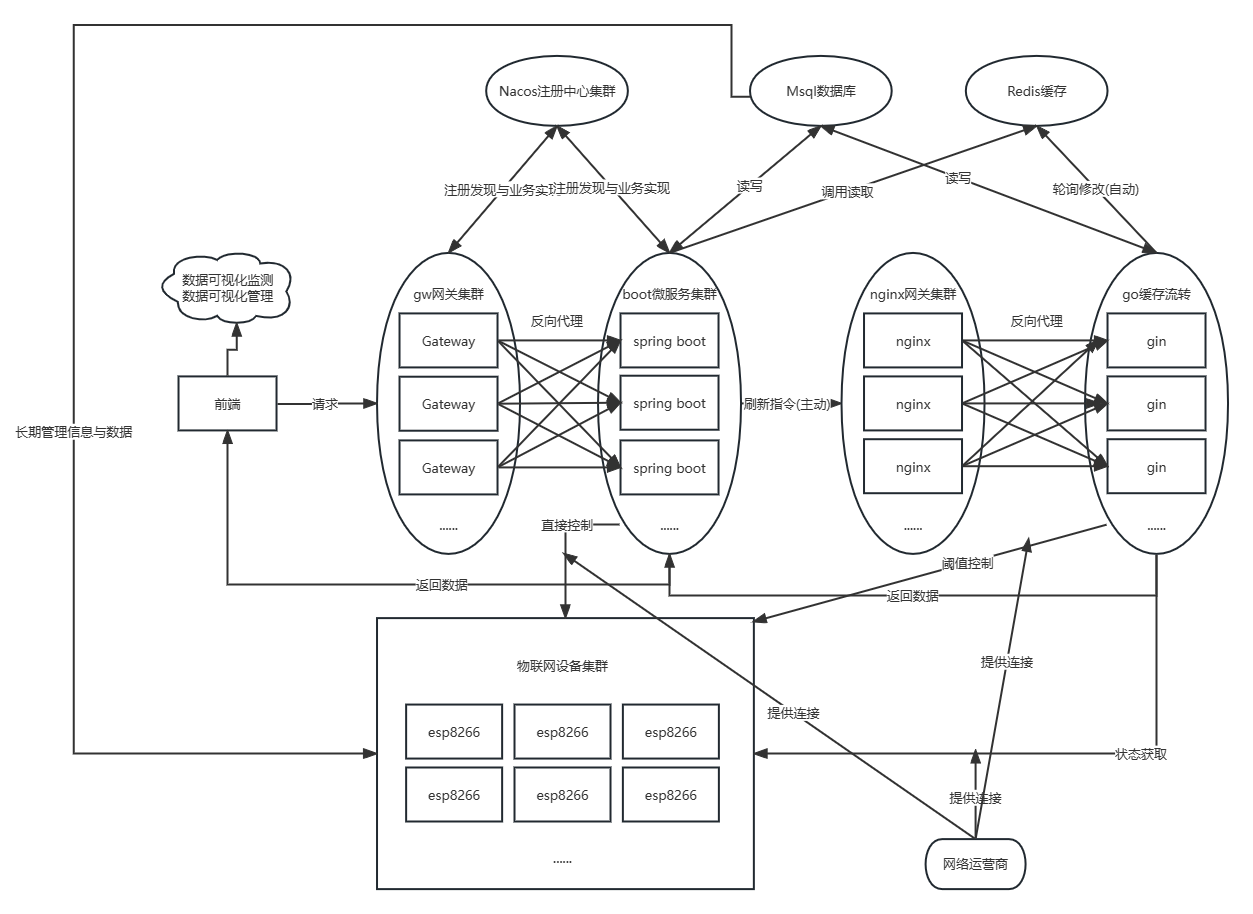 Nacos注册中心集群
Msql数据库
Redis缓存
注册发现与业务实现
注册发现与业务实现
读写
调用读取
读写
轮询修改(自动)
数据可视化监测
数据可视化管理
gw网关集群
boot微服务集群
nginx网关集群
go缓存流转
反向代理
反向代理
Gateway
spring boot
nginx
gin
前端
请求
Gateway
spring boot
刷新指令(主动)
nginx
gin
长期管理信息与数据
Gateway
spring boot
nginx
gin
......
直接控制
......
......
......
阈值控制
返回数据
返回数据
物联网设备集群
提供连接
提供连接
esp8266
esp8266
esp8266
状态获取
esp8266
esp8266
esp8266
提供连接
......
网络运营商